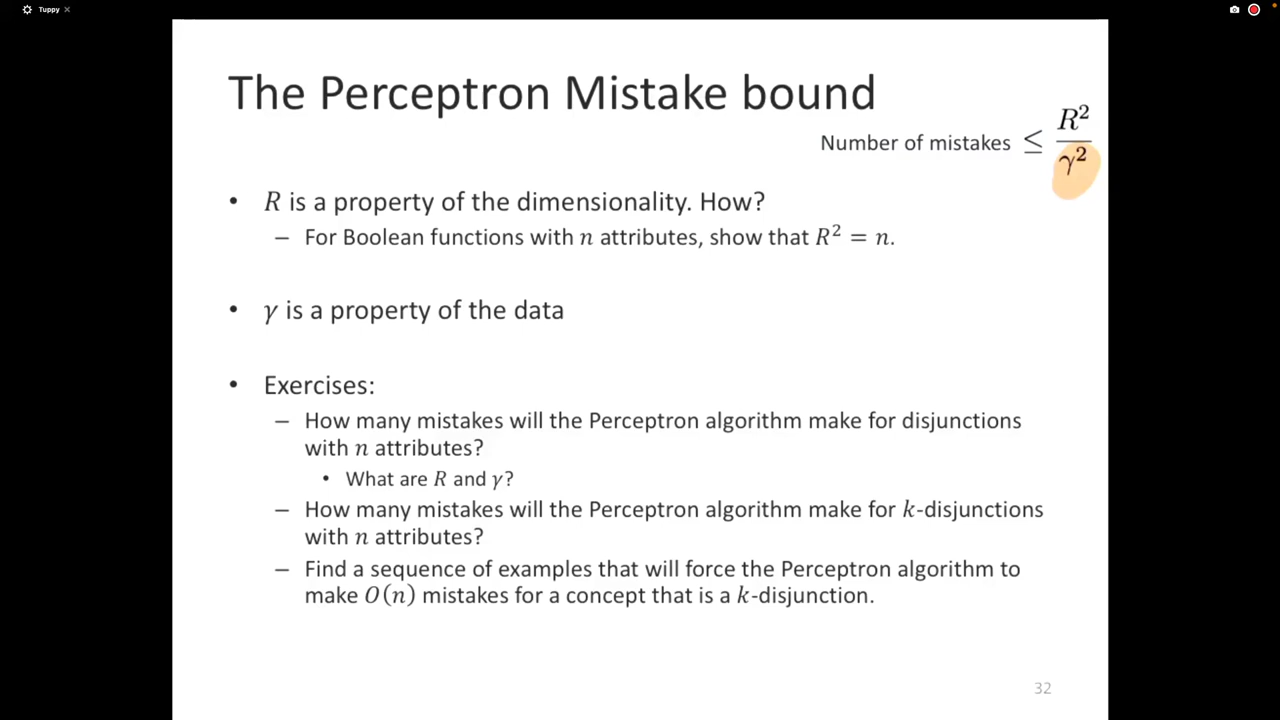 Tuppy
The Perceptron Mistake bound
Number of mistakes ≤ R²/γ²
• R is a property of the dimensionality. How?
– For Boolean functions with n attributes, show that R² = n.
• γ is a property of the data
• Exercises:
– How many mistakes will the Perceptron algorithm make for disjunctions
with n attributes?
• What are R and γ?
– How many mistakes will the Perceptron algorithm make for k-disjunctions
with n attributes?
– Find a sequence of examples that will force the Perceptron algorithm to
make O(n) mistakes for a concept that is a k-disjunction.
32